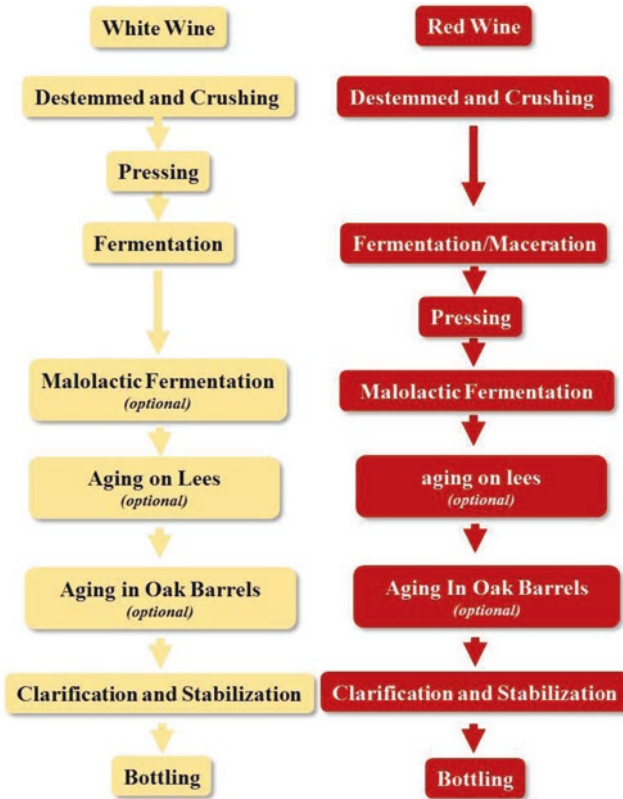 White Wine
Destemmed and Crushing
Pressing
Fermentation
Malolactic Fermentation
(optional)
Aging on Lees
(optional)
Aging in Oak Barrels
(optional)
Clarification and Stabilization
Bottling
Red Wine
Destemmed and Crushing
Fermentation/Maceration
Pressing
Malolactic Fermentation
aging on lees
(optional)
Aging In Oak Barrels
(optional)
Clarification and Stabilization
Bottling